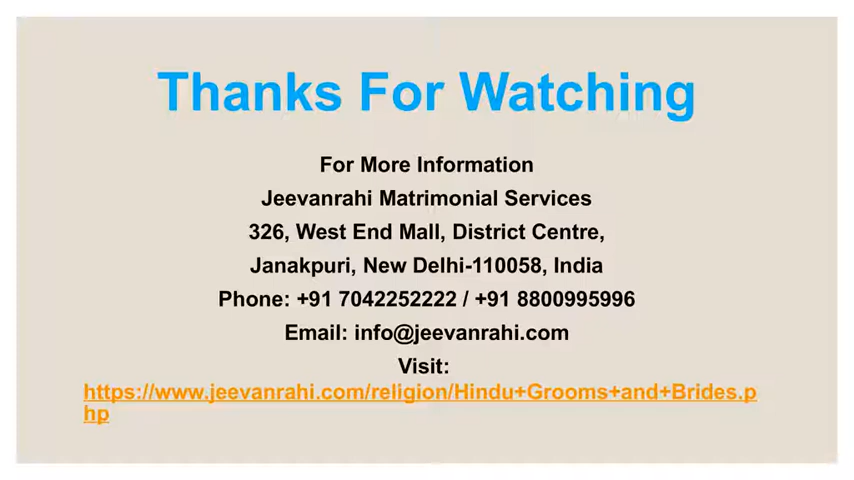 Thanks For Watching
For More Information
Jeevanrahi Matrimonial Services
326, West End Mall, District Centre,
Janakpuri, New Delhi-110058, India
Phone: +91 7042252222 / +91 8800995996
Email: info@jeevanrahi.com
Visit:
https://www.jeevanrahi.com/religion/Hindu+Grooms+and+Brides.p
hp